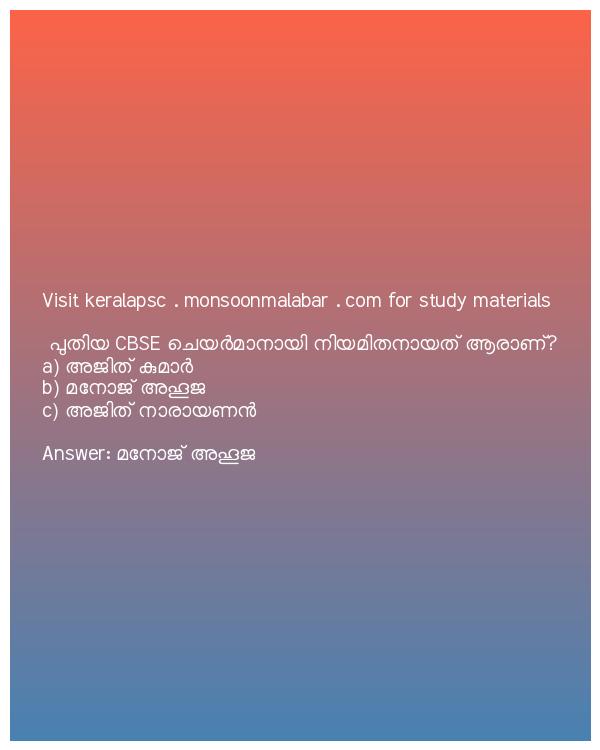 Visit keralapsc . monsoonmalabar . com for study materials
പുതിയ CBSE ചെയർമാനായി നിയമിതനായത് ആരാണ്?
a) അജിത് കുമാർ
b) മനോജ് അഹൂജ
c) അജിത് നാരായണൻ
Answer: മനോജ് അഹൂജ